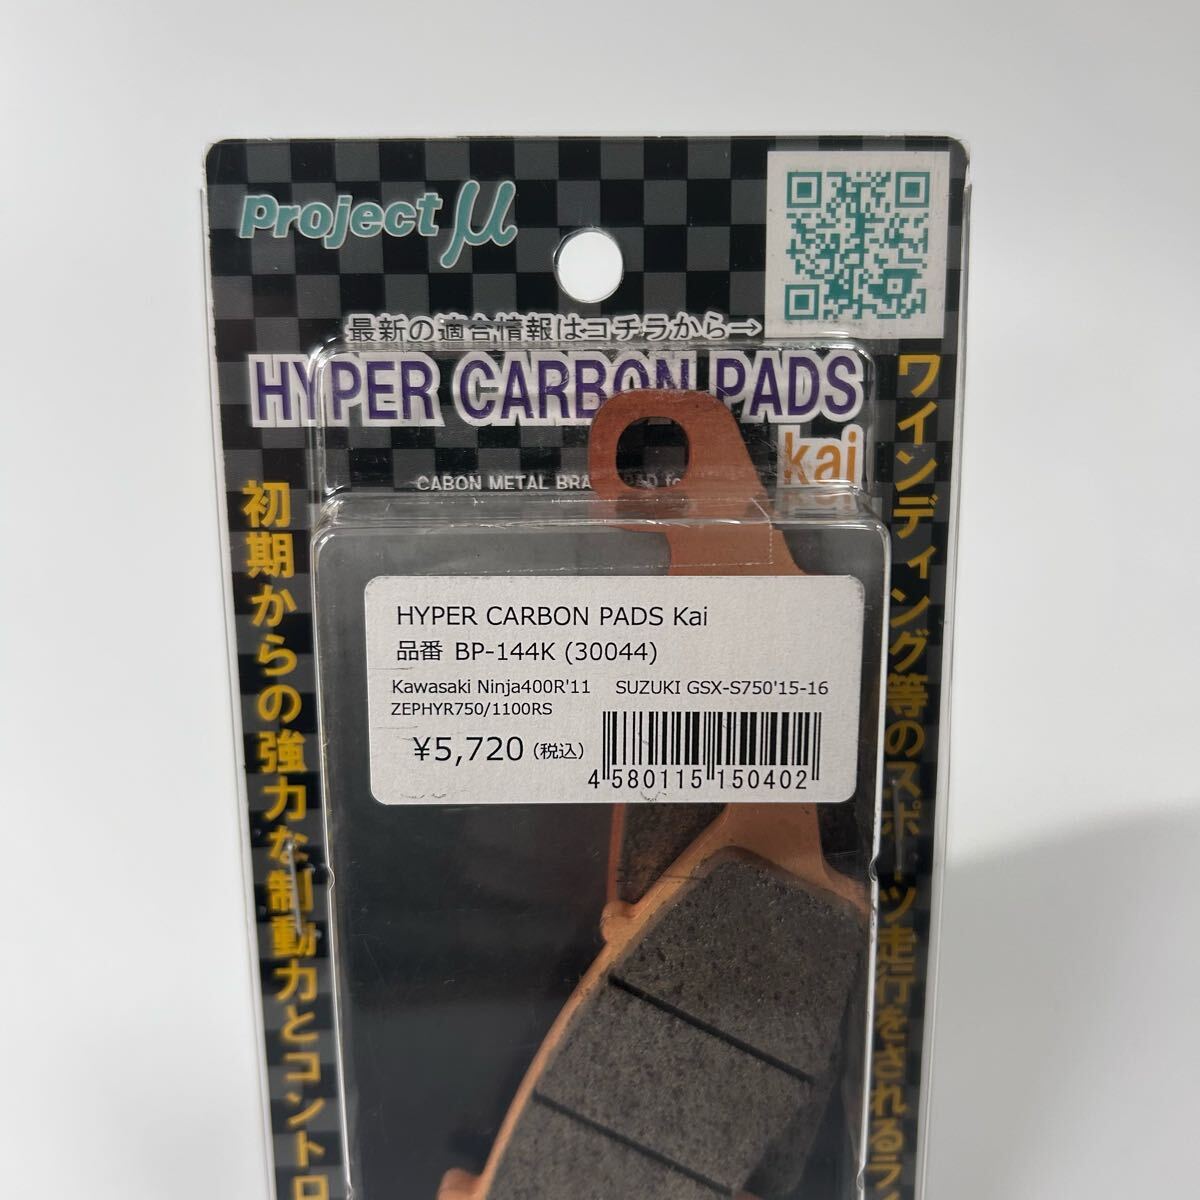 Project μ
最新の適合情報はコチラから→
HYPER CARBON PADS
kai
CABON METAL
初期からの強力な制動力とコント
ワインディング等のスポーツ走行をされる
HYPER CARBON PADS Kai
品番 BP-144K (30044)
Kawasaki Ninja400R'11 SUZUKI GSX-S750'15-16
ZEPHYR750/1100RS
¥5,720 (税込)
4 580115 150402